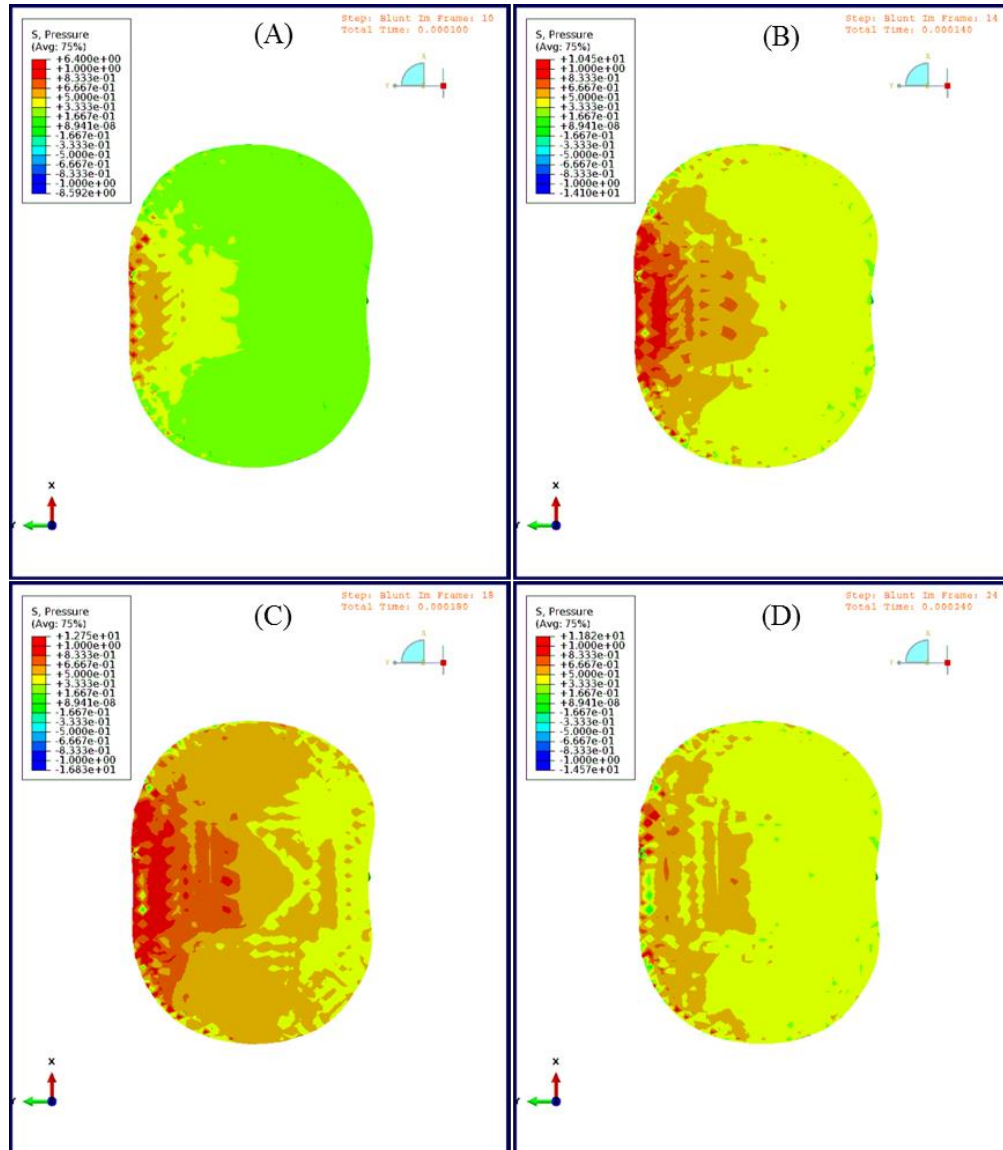 (A)
Step: Blunt Im Frame: 10
Total Time: 0.000100
S, Pressure
(Avg: 75%)
+6.400e+00
+1.000e+00
+8.333e-01
+6.667e-01
+5.000e-01
+3.333e-01
+1.667e-01
+8.941e-08
-1.667e-01
-3.333e-01
-5.000e-01
-6.667e-01
-8.333e-01
-1.000e+00
-8.592e+00
X
Y
X
(B)
Step: Blunt Im Frame: 14
Total Time: 0.000140
S, Pressure
(Avg: 75%)
+1.045e+01
+1.000e+00
+8.333e-01
+6.667e-01
+5.000e-01
+3.333e-01
+1.667e-01
+8.941e-08
-1.667e-01
-3.333e-01
-5.000e-01
-6.667e-01
-8.333e-01
-1.000e+00
-1.410e+01
X
Y
X
(C)
Step: Blunt Im Frame: 18
Total Time: 0.000180
S, Pressure
(Avg: 75%)
+1.275e+01
+1.000e+00
+8.333e-01
+6.667e-01
+5.000e-01
+3.333e-01
+1.667e-01
+8.941e-08
-1.667e-01
-3.333e-01
-5.000e-01
-6.667e-01
-8.333e-01
-1.000e+00
-1.683e+01
X
Y
X
(D)
Step: Blunt Im Frame: 24
Total Time: 0.000240
S, Pressure
(Avg: 75%)
+1.182e+01
+1.000e+00
+8.333e-01
+6.667e-01
+5.000e-01
+3.333e-01
+1.667e-01
+8.941e-08
-1.667e-01
-3.333e-01
-5.000e-01
-6.667e-01
-8.333e-01
-1.000e+00
-1.457e+01
X
Y
X